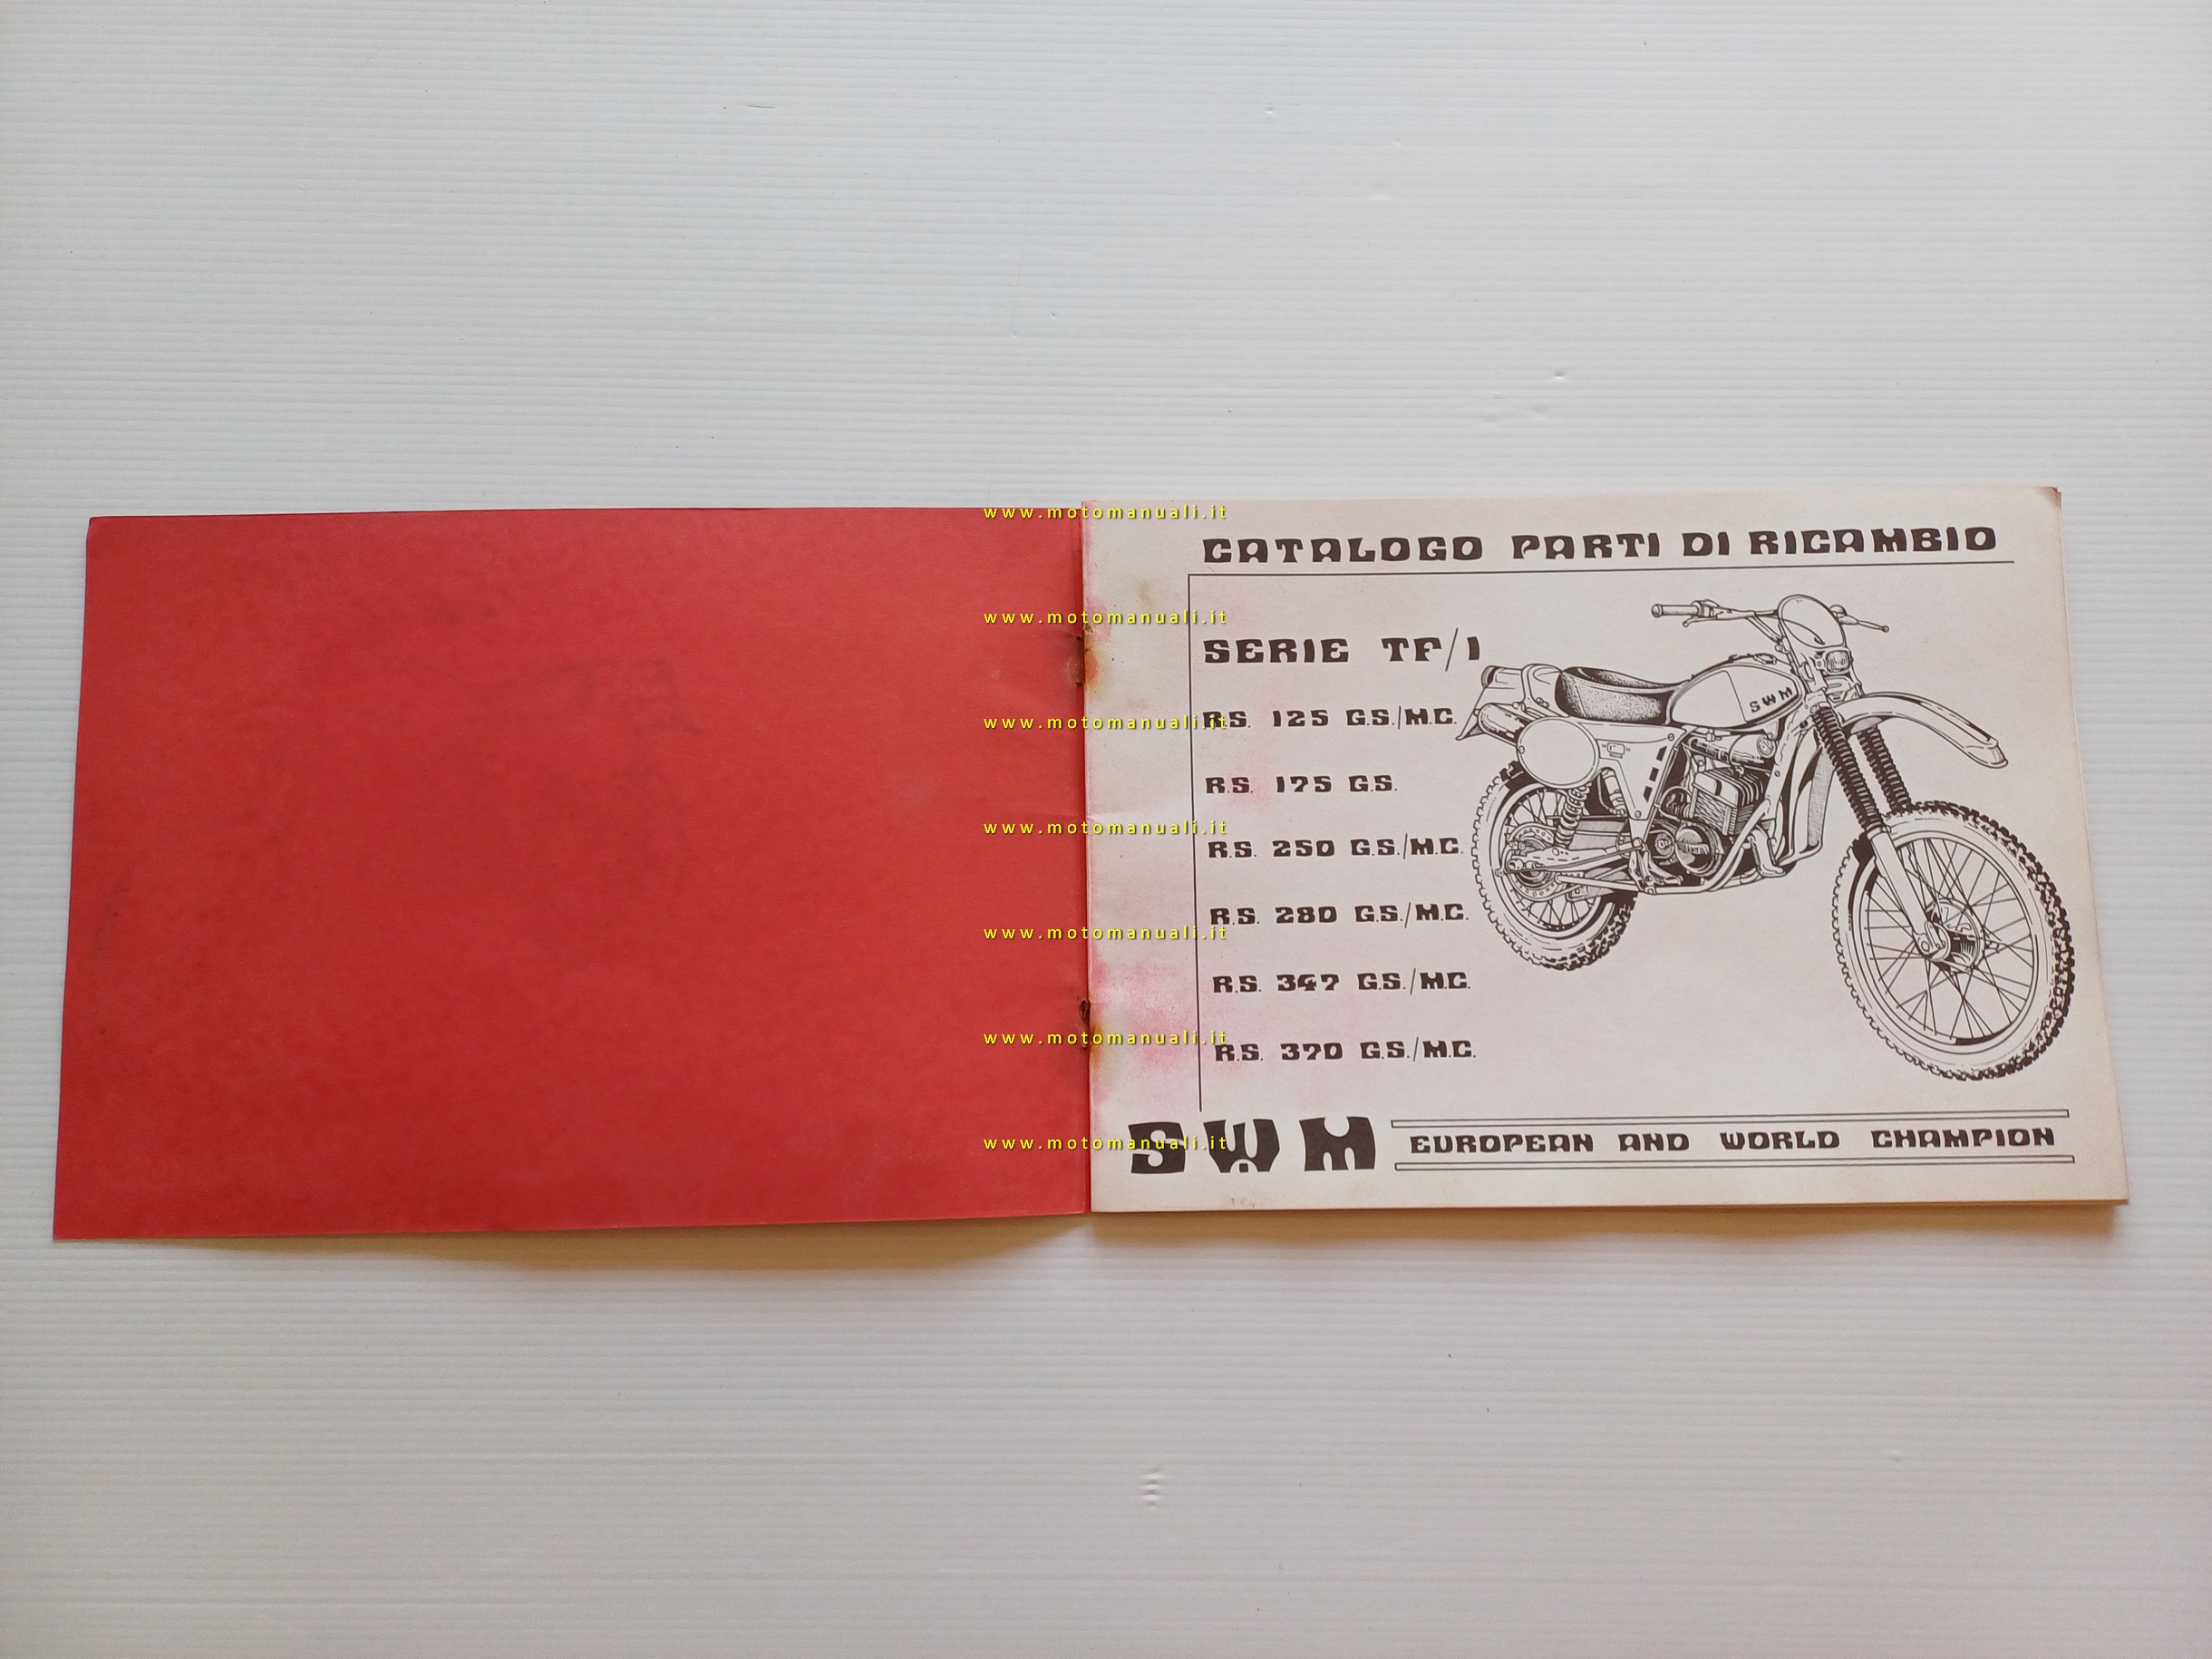 www.motomanuali.it
CATALOGO PARTI DI RICAMBIO
www.motomanuali.it
SERIE TF/1
SWM
www.motomanuali.it
R.S. 125 G.S./M.C.
R.S. 175 G.S.
www.motomanuali.it
R.S. 250 G.S./M.C.
R.S. 280 G.S./M.C.
www.motomanuali.it
R.S. 347 G.S./M.C.
www.motomanuali.it
R.S. 370 G.S./M.C.
www.motomanuali.it
SWM EUROPEAN AND WORLD CHAMPION